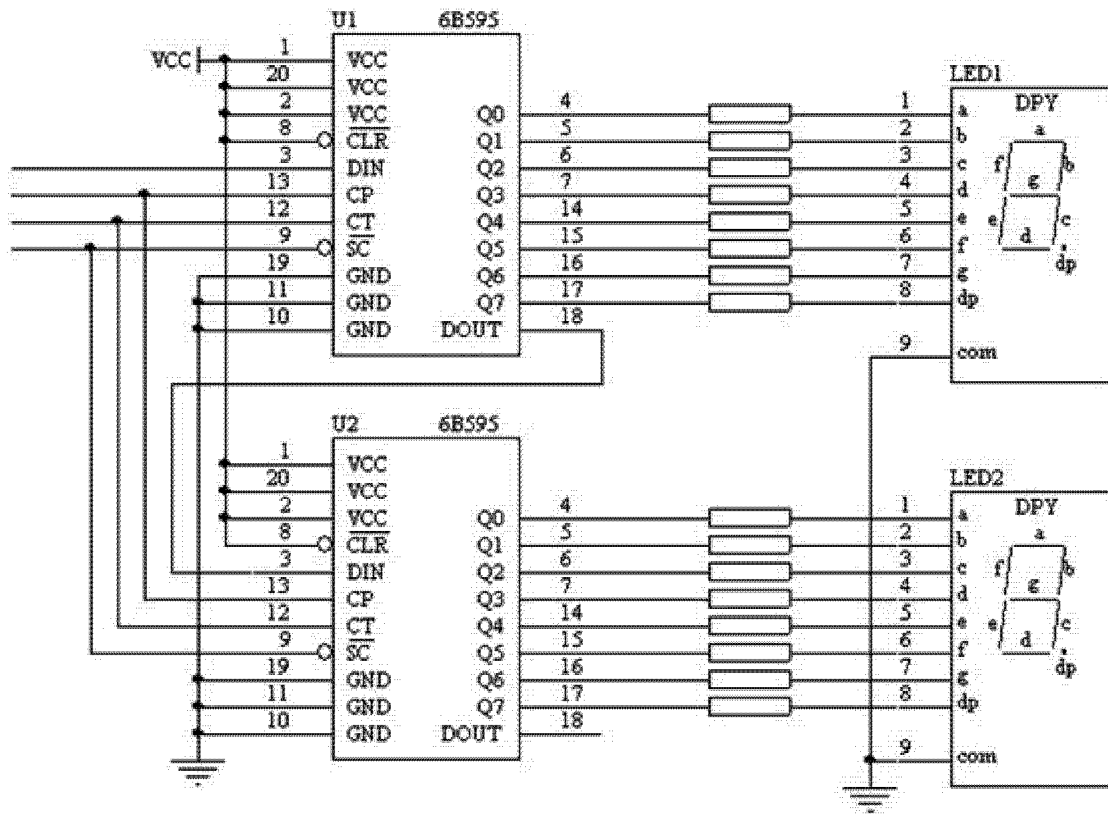 U1 6B595
VCC
1 VCC
20 VCC
2 VCC Q0 4
8 CLR Q1 5
3 DIN Q2 6
13 CP Q3 7
12 CT Q4 14
9 SC Q5 15
19 GND Q6 16
11 GND Q7 17
10 GND DOUT 18
LED1
DPY
1 a
2 b
3 c
4 d
5 e
6 f
7 g
8 dp
9 com
a
f b
g
e c
d
dp
U2 6B595
1 VCC
20 VCC
2 VCC Q0 4
8 CLR Q1 5
3 DIN Q2 6
13 CP Q3 7
12 CT Q4 14
9 SC Q5 15
19 GND Q6 16
11 GND Q7 17
10 GND DOUT 18
LED2
DPY
1 a
2 b
3 c
4 d
5 e
6 f
7 g
8 dp
9 com
a
f b
g
e c
d
dp